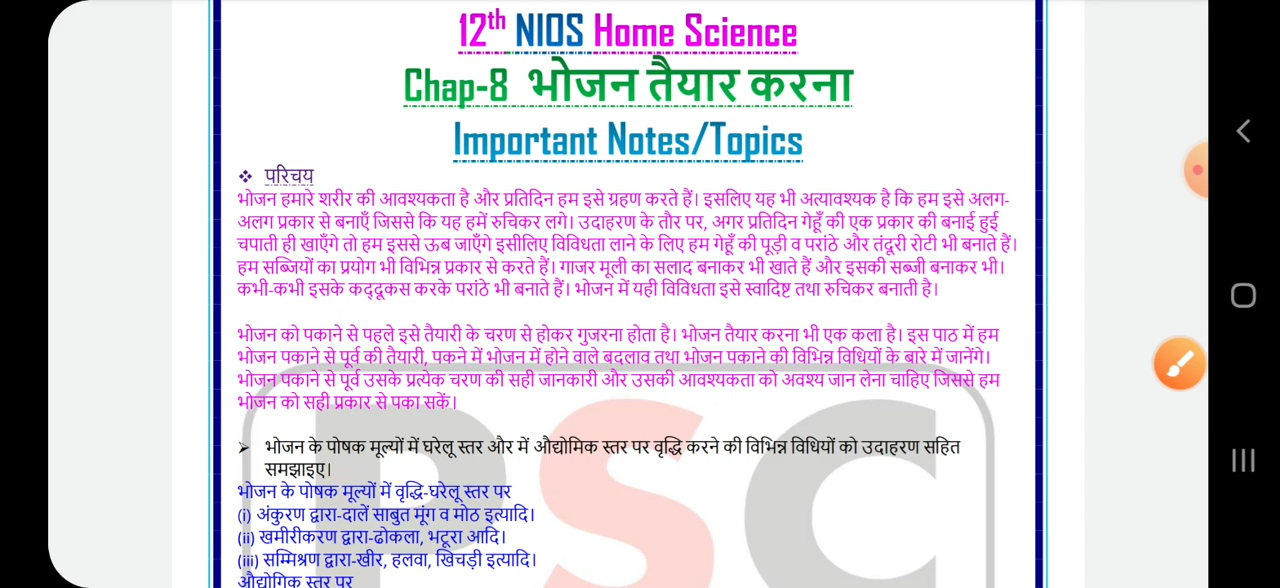 12th NIOS Home Science
Chap-8 भोजन तैयार करना
Important Notes/Topics
❖ परिचय
भोजन हमारे शरीर की आवश्यकता है और प्रतिदिन हम इसे ग्रहण करते हैं। इसलिए यह भी अत्यावश्यक है कि हम इसे अलग-
अलग प्रकार से बनाएँ जिससे कि यह हमें रुचिकर लगे। उदाहरण के तौर पर, अगर प्रतिदिन गेहूँ की एक प्रकार की बनाई हुई
चपाती ही खाएँगे तो हम इससे ऊब जाएँगे इसीलिए विविधता लाने के लिए हम गेहूँ की पूड़ी व परांठे और तंदूरी रोटी भी बनाते हैं।
हम सब्जियों का प्रयोग भी विभिन्न प्रकार से करते हैं। गाजर मूली का सलाद बनाकर भी खाते हैं और इसकी सब्जी बनाकर भी।
कभी-कभी इसके कद्दूकस करके परांठे भी बनाते हैं। भोजन में यही विविधता इसे स्वादिष्ट तथा रुचिकर बनाती है।
भोजन को पकाने से पहले इसे तैयारी के चरण से होकर गुजरना होता है। भोजन तैयार करना भी एक कला है। इस पाठ में हम
भोजन पकाने से पूर्व की तैयारी, पकने में भोजन में होने वाले बदलाव तथा भोजन पकाने की विभिन्न विधियों के बारे में जानेंगे।
भोजन पकाने से पूर्व उसके प्रत्येक चरण की सही जानकारी और उसकी आवश्यकता को अवश्य जान लेना चाहिए जिससे हम
भोजन को सही प्रकार से पका सकें।
➢ भोजन के पोषक मूल्यों में घरेलू स्तर और में औद्योमिक स्तर पर वृद्धि करने की विभिन्न विधियों को उदाहरण सहित
समझाइए।
भोजन के पोषक मूल्यों में वृद्धि-घरेलू स्तर पर
(i) अंकुरण द्वारा-दालें साबुत मूंग व मोठ इत्यादि।
(ii) खमीरीकरण द्वारा-ढोकला, भटूरा आदि।
(iii) सम्मिश्रण द्वारा-खीर, हलवा, खिचड़ी इत्यादि।
औद्योगिक स्तर पर
PSC